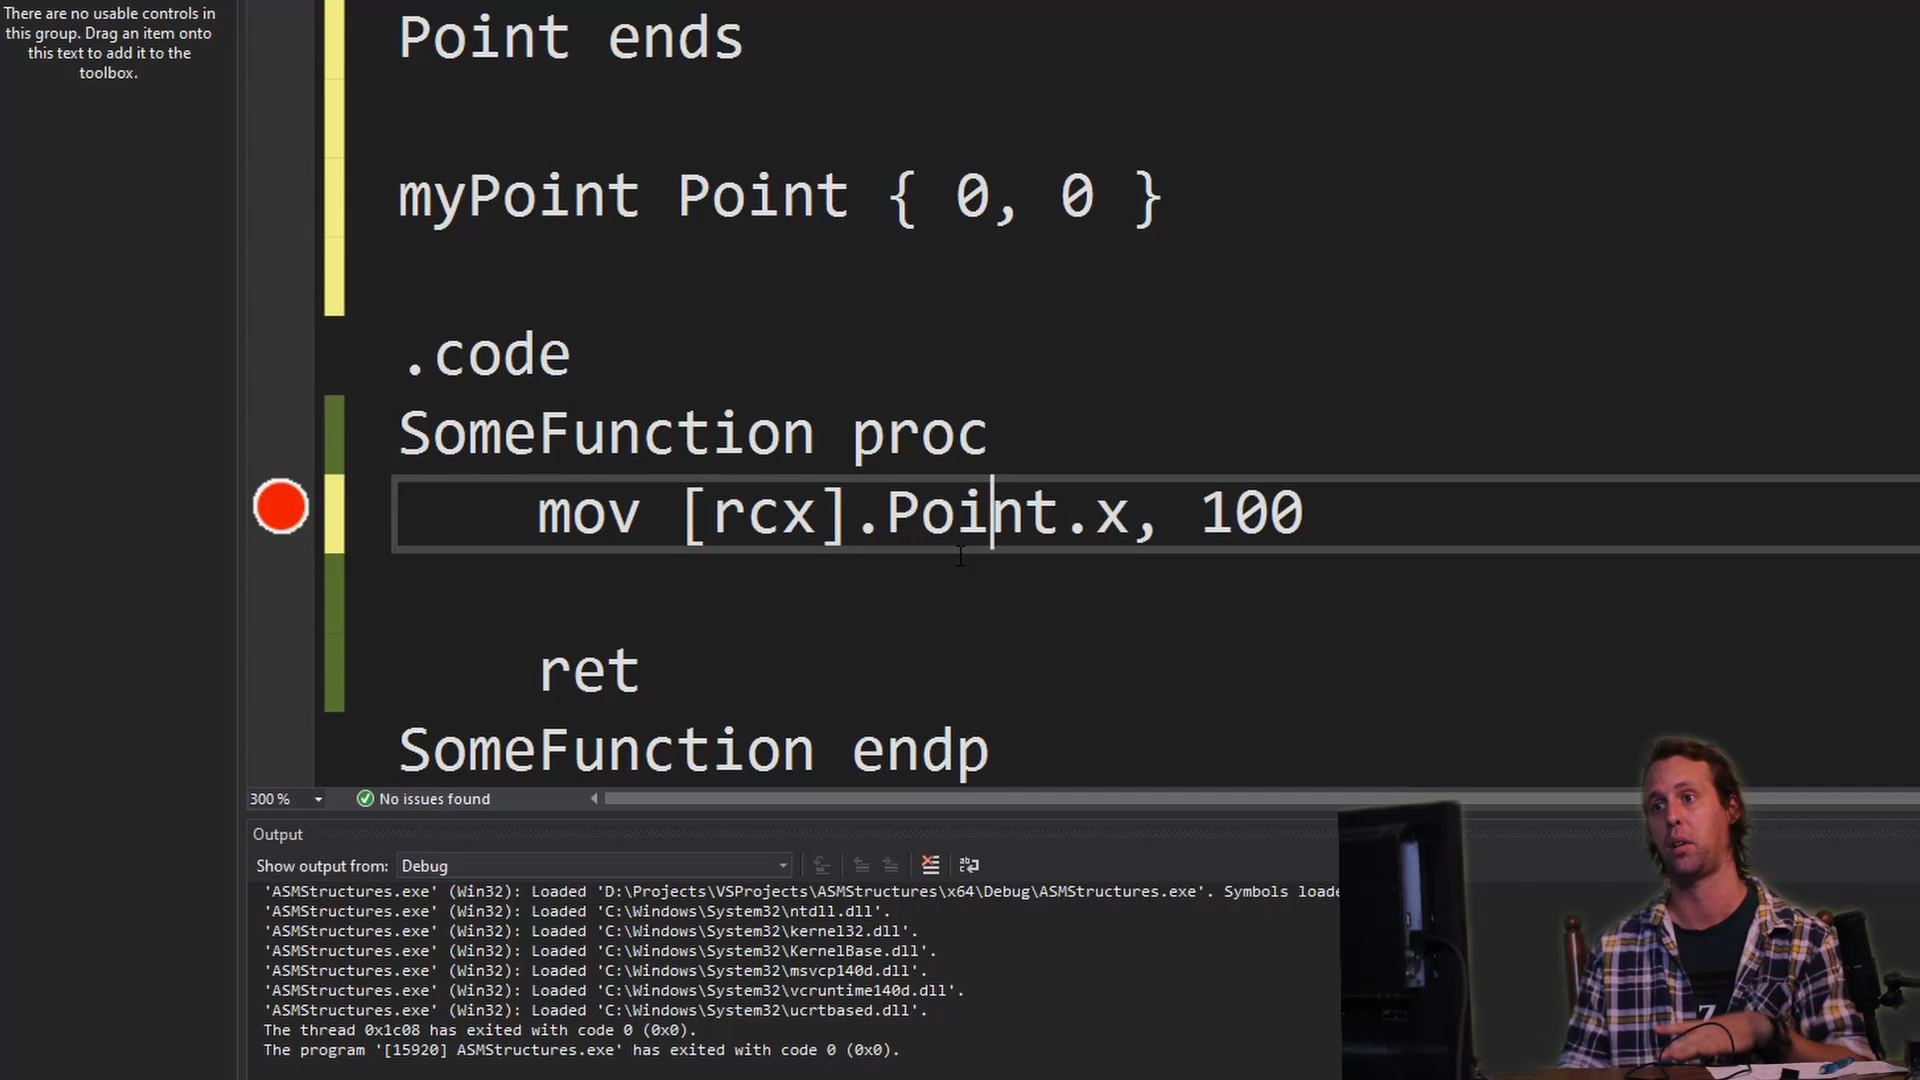 There are no usable controls in
this group. Drag an item onto
this text to add it to the
toolbox.
Point ends
myPoint Point { 0, 0 }
.code
SomeFunction proc
mov [rcx].Point.x, 100
ret
SomeFunction endp
300 %
No issues found
Output
Show output from: Debug
'ASMStructures.exe' (Win32): Loaded 'D:\Projects\VSProjects\ASMStructures\x64\Debug\ASMStructures.exe'. Symbols loade
'ASMStructures.exe' (Win32): Loaded 'C:\Windows\System32\ntdll.dll'.
'ASMStructures.exe' (Win32): Loaded 'C:\Windows\System32\kernel32.dll'.
'ASMStructures.exe' (Win32): Loaded 'C:\Windows\System32\KernelBase.dll'.
'ASMStructures.exe' (Win32): Loaded 'C:\Windows\System32\msvcp140d.dll'.
'ASMStructures.exe' (Win32): Loaded 'C:\Windows\System32\vcruntime140d.dll'.
'ASMStructures.exe' (Win32): Loaded 'C:\Windows\System32\ucrtbased.dll'.
The thread 0x1c08 has exited with code 0 (0x0).
The program '[15920] ASMStructures.exe' has exited with code 0 (0x0).
Z